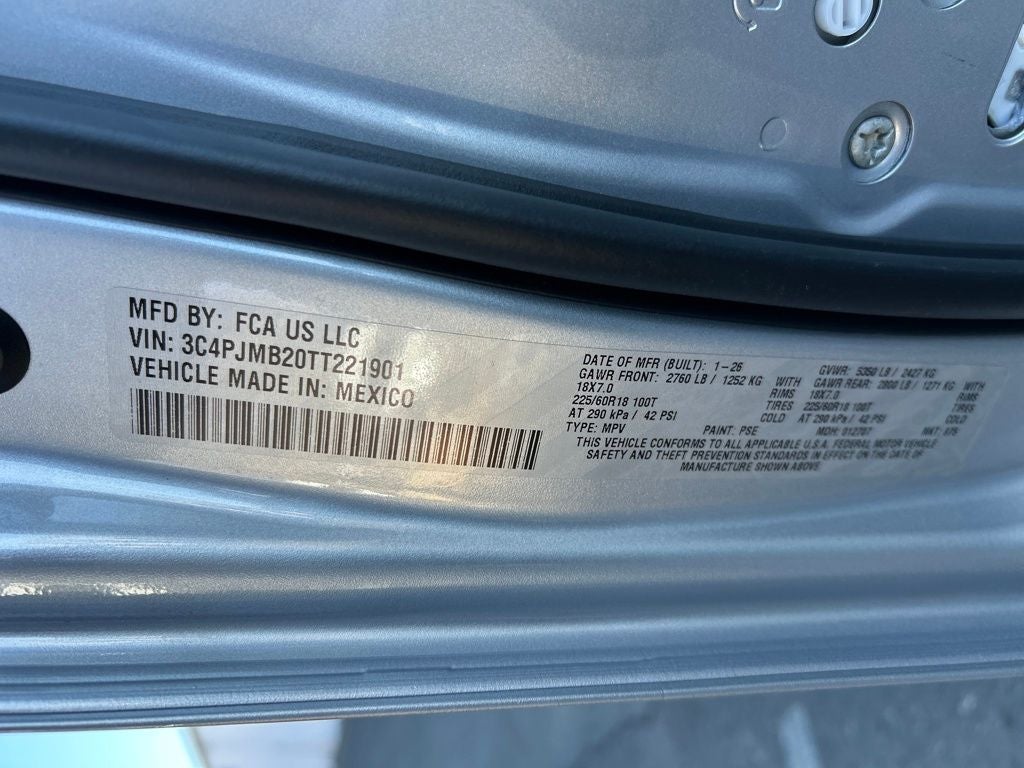 MFD BY: FCA US LLC
VIN: 3C4PJMB20TT221901
VEHICLE MADE IN: MEXICO
DATE OF MFR (BUILT): 1-26 GVWR: 5350 LB / 2427 KG
GAWR FRONT: 2760 LB / 1252 KG WITH GAWR REAR: 2800 LB / 1271 KG WITH
18X7.0 RIMS 18X7.0 RIMS
225/60R18 100T TIRES 225/60R18 100T TIRES
AT 290 kPa / 42 PSI COLD AT 290 kPa / 42 PSI COLD
TYPE: MPV PAINT: PSE MDH:
THIS VEHICLE CONFORMS TO ALL APPLICABLE U.S.A. FEDERAL MOTOR VEHICLE
SAFETY AND THEFT PREVENTION STANDARDS IN EFFECT ON THE DATE OF
MANUFACTURE SHOWN ABOVE